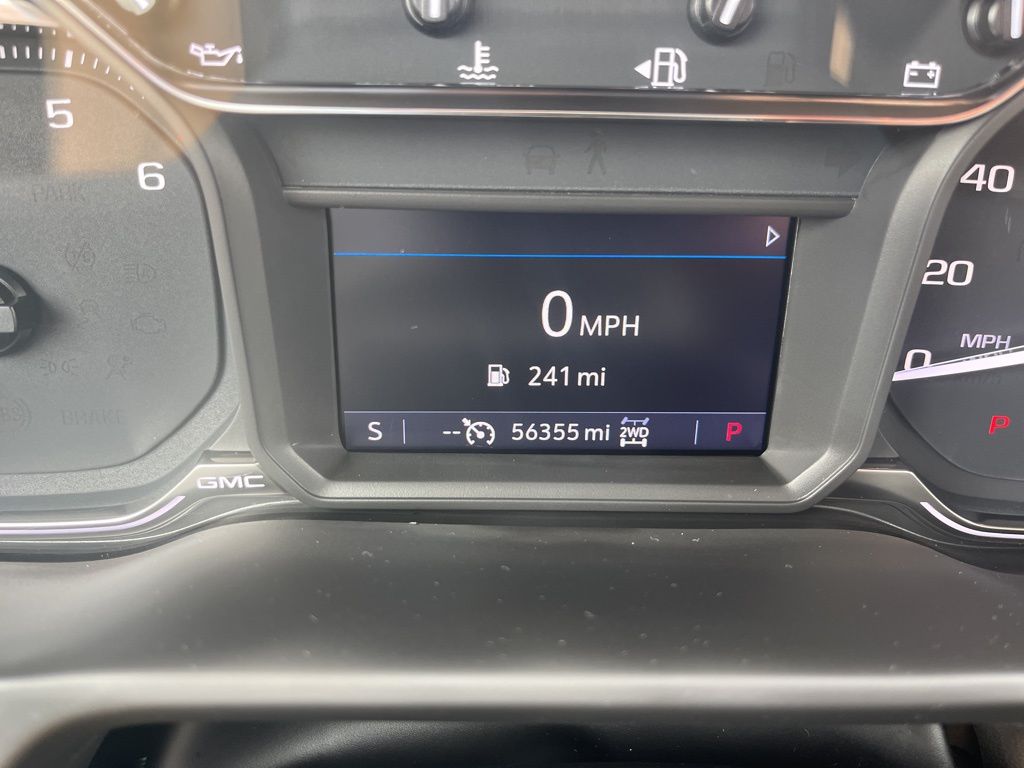 5
6
PARK
BRAKE
GMC
0 MPH
241 mi
S -- 56355 mi 2WD P
40
20
MPH
0
P